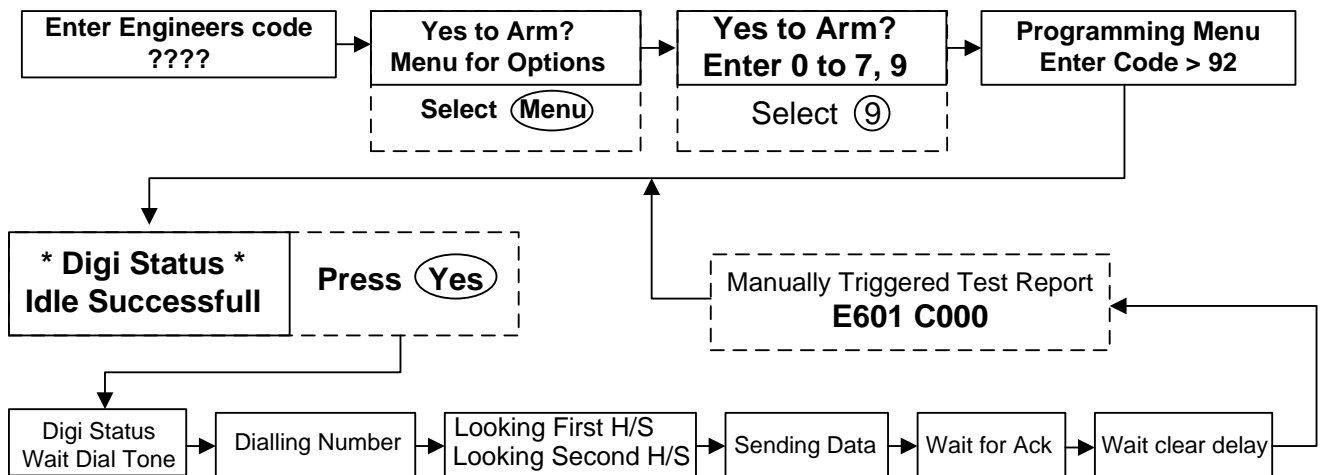 Enter Engineers code
????
Yes to Arm?
Menu for Options
Select Menu
Yes to Arm?
Enter 0 to 7, 9
Select 9
Programming Menu
Enter Code > 92
* Digi Status *
Idle Successfull
Press Yes
Manually Triggered Test Report
E601 C000
Digi Status
Wait Dial Tone
Dialling Number
Looking First H/S
Looking Second H/S
Sending Data
Wait for Ack
Wait clear delay